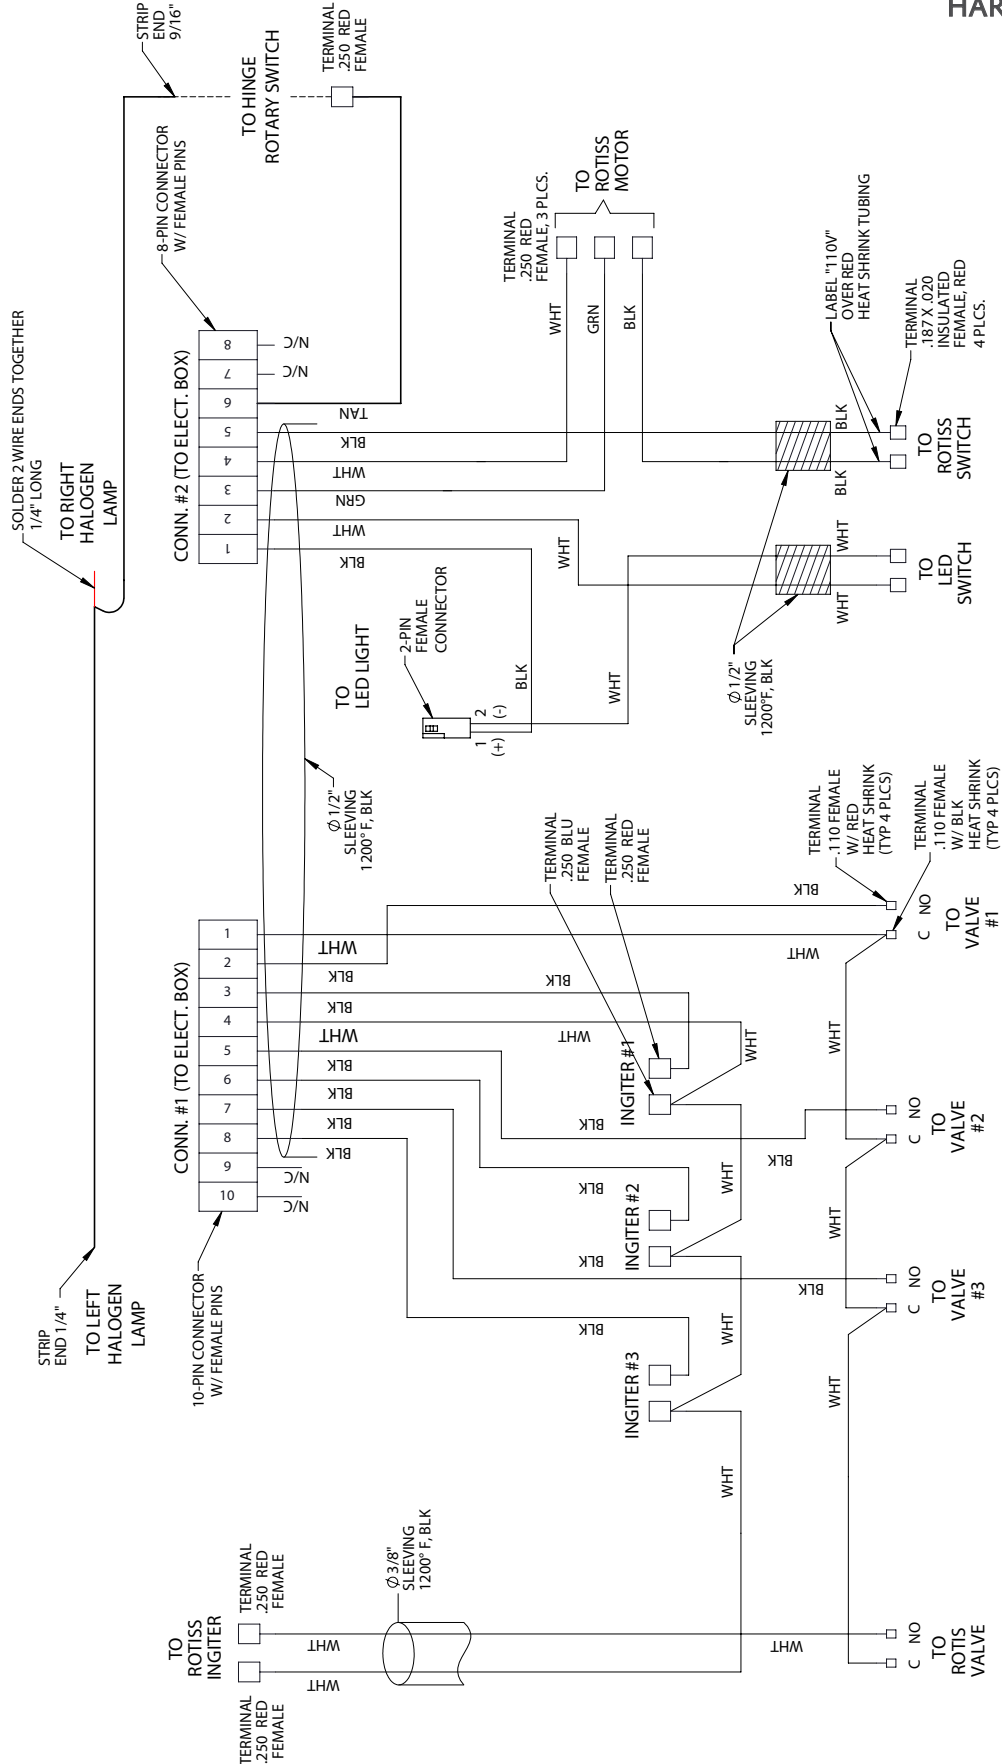 HAR
STRIP
END
9/16"
TERMINAL
.250 RED
FEMALE
TO HINGE
ROTARY SWITCH
8-PIN CONNECTOR
W/ FEMALE PINS
SOLDER 2 WIRE ENDS TOGETHER
1/4" LONG
TO RIGHT
HALOGEN
LAMP
CONN. #2 (TO ELECT. BOX)
8
7
6
5
4
3
2
1
N/C
N/C
TAN
BLK
WHT
GRN
WHT
BLK
TERMINAL
.250 RED
FEMALE, 3 PLCS.
TO
ROTISS
MOTOR
WHT
GRN
BLK
LABEL "110V"
OVER RED
HEAT SHRINK TUBING
TERMINAL
.187 X .020
INSULATED
FEMALE, RED
4 PLCS.
BLK
BLK
TO
ROTISS
SWITCH
WHT
WHT
WHT
TO
LED
SWITCH
TO
LED LIGHT
2-PIN
FEMALE
CONNECTOR
1
(+)
2
(-)
BLK
WHT
Ø 1/2"
SLEEVING
1200°F, BLK
Ø 1/2"
SLEEVING
1200° F, BLK
STRIP
END 1/4"
TO LEFT
HALOGEN
LAMP
10-PIN CONNECTOR
W/ FEMALE PINS
CONN. #1 (TO ELECT. BOX)
1
2
3
4
5
6
7
8
9
10
WHT
BLK
BLK
WHT
BLK
BLK
BLK
BLK
N/C
N/C
TERMINAL
.250 BLU
FEMALE
TERMINAL
.250 RED
FEMALE
TERMINAL
.110 FEMALE
W/ RED
HEAT SHRINK
(TYP 4 PLCS)
TERMINAL
.110 FEMALE
W/ BLK
HEAT SHRINK
(TYP 4 PLCS)
BLK
WHT
BLK
WHT
INGITER #1
WHT
BLK
BLK
INGITER #2
BLK
WHT
BLK
BLK
INGITER #3
BLK
WHT
WHT
C NO
TO
VALVE
#1
WHT
C NO
TO
VALVE
#2
WHT
C NO
TO
VALVE
#3
WHT
C NO
TO
ROTIS
VALVE
WHT
TO
ROTISS
INGITER
TERMINAL
.250 RED
FEMALE
TERMINAL
.250 RED
FEMALE
WHT
WHT
Ø 3/8"
SLEEVING
1200° F, BLK